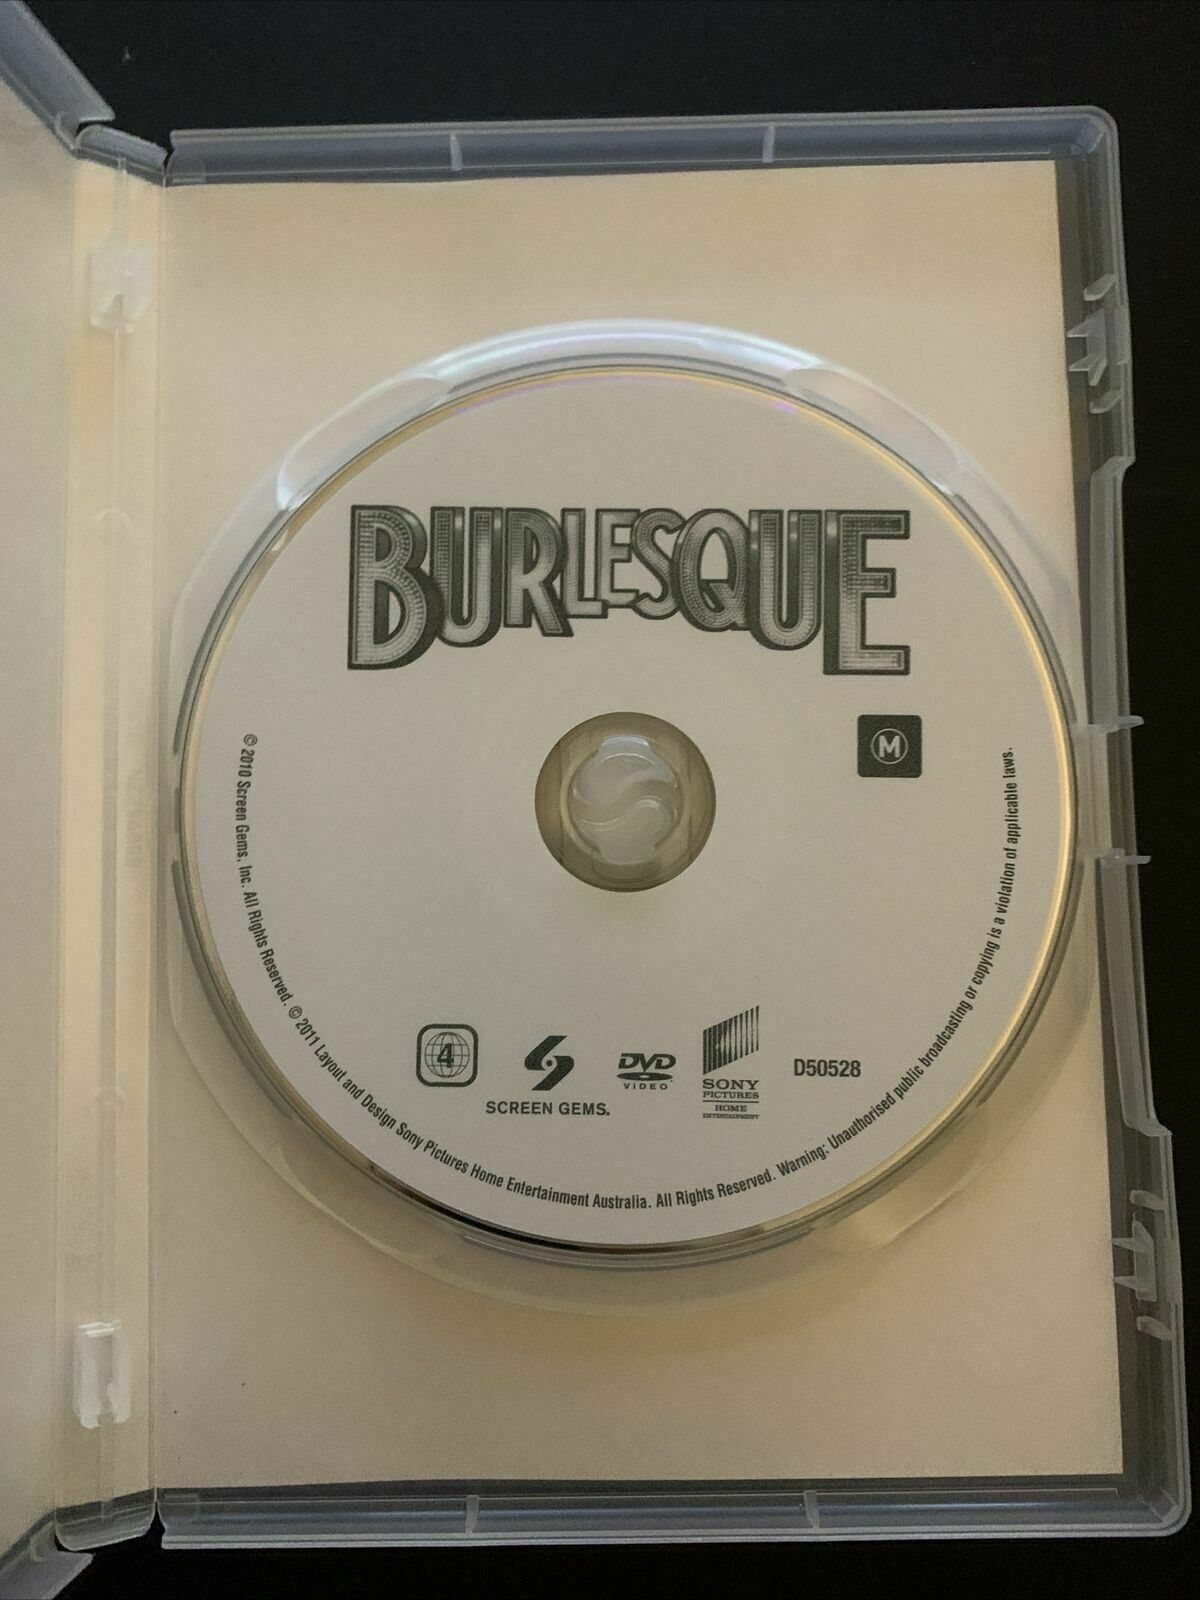 BURLESQUE
M
4
SCREEN GEMS.
DVD
VIDEO
SONY
PICTURES
HOME
ENTERTAINMENT
D50528
© 2010 Screen Gems, Inc. All Rights Reserved. © 2011 Layout and Design Sony Pictures Home Entertainment Australia. All Rights Reserved. Warning: Unauthorised public broadcasting or copying is a violation of applicable laws.